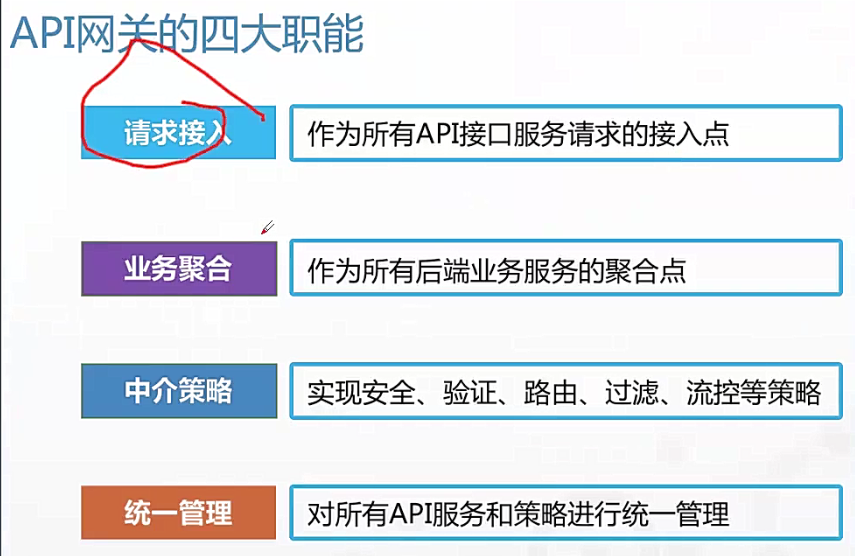 API网关的四大职能
请求接入
作为所有API接口服务请求的接入点
业务聚合
作为所有后端业务服务的聚合点
中介策略
实现安全、验证、路由、过滤、流控等策略
统一管理
对所有API服务和策略进行统一管理